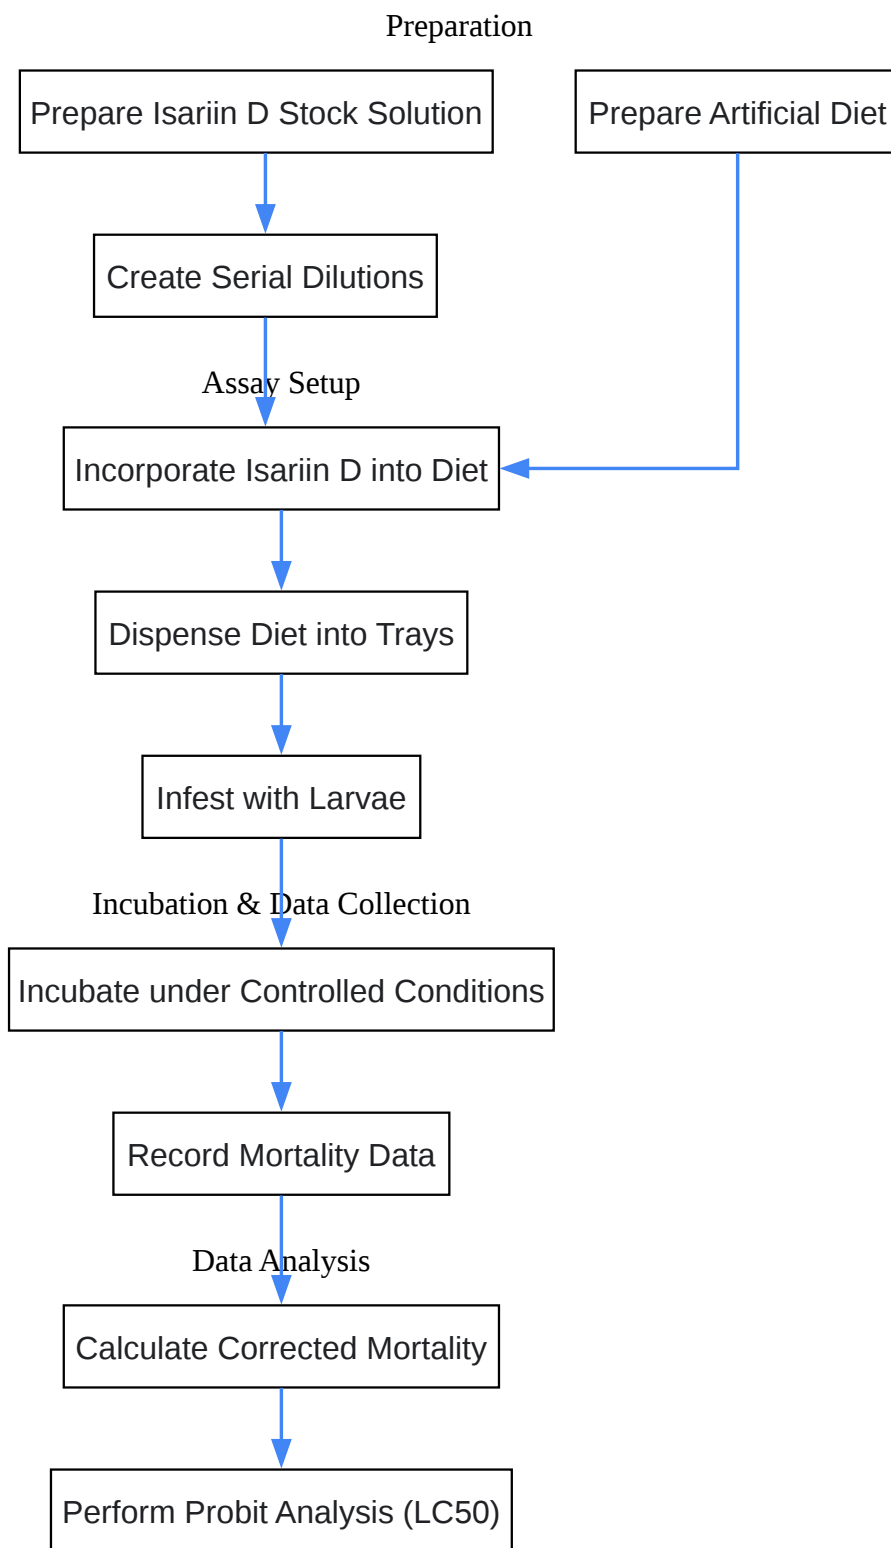 Preparation
Prepare Isariin D Stock Solution
Prepare Artificial Diet
Create Serial Dilutions
Assay Setup
Incorporate Isariin D into Diet
Dispense Diet into Trays
Infest with Larvae
Incubation & Data Collection
Incubate under Controlled Conditions
Record Mortality Data
Data Analysis
Calculate Corrected Mortality
Perform Probit Analysis (LC50)